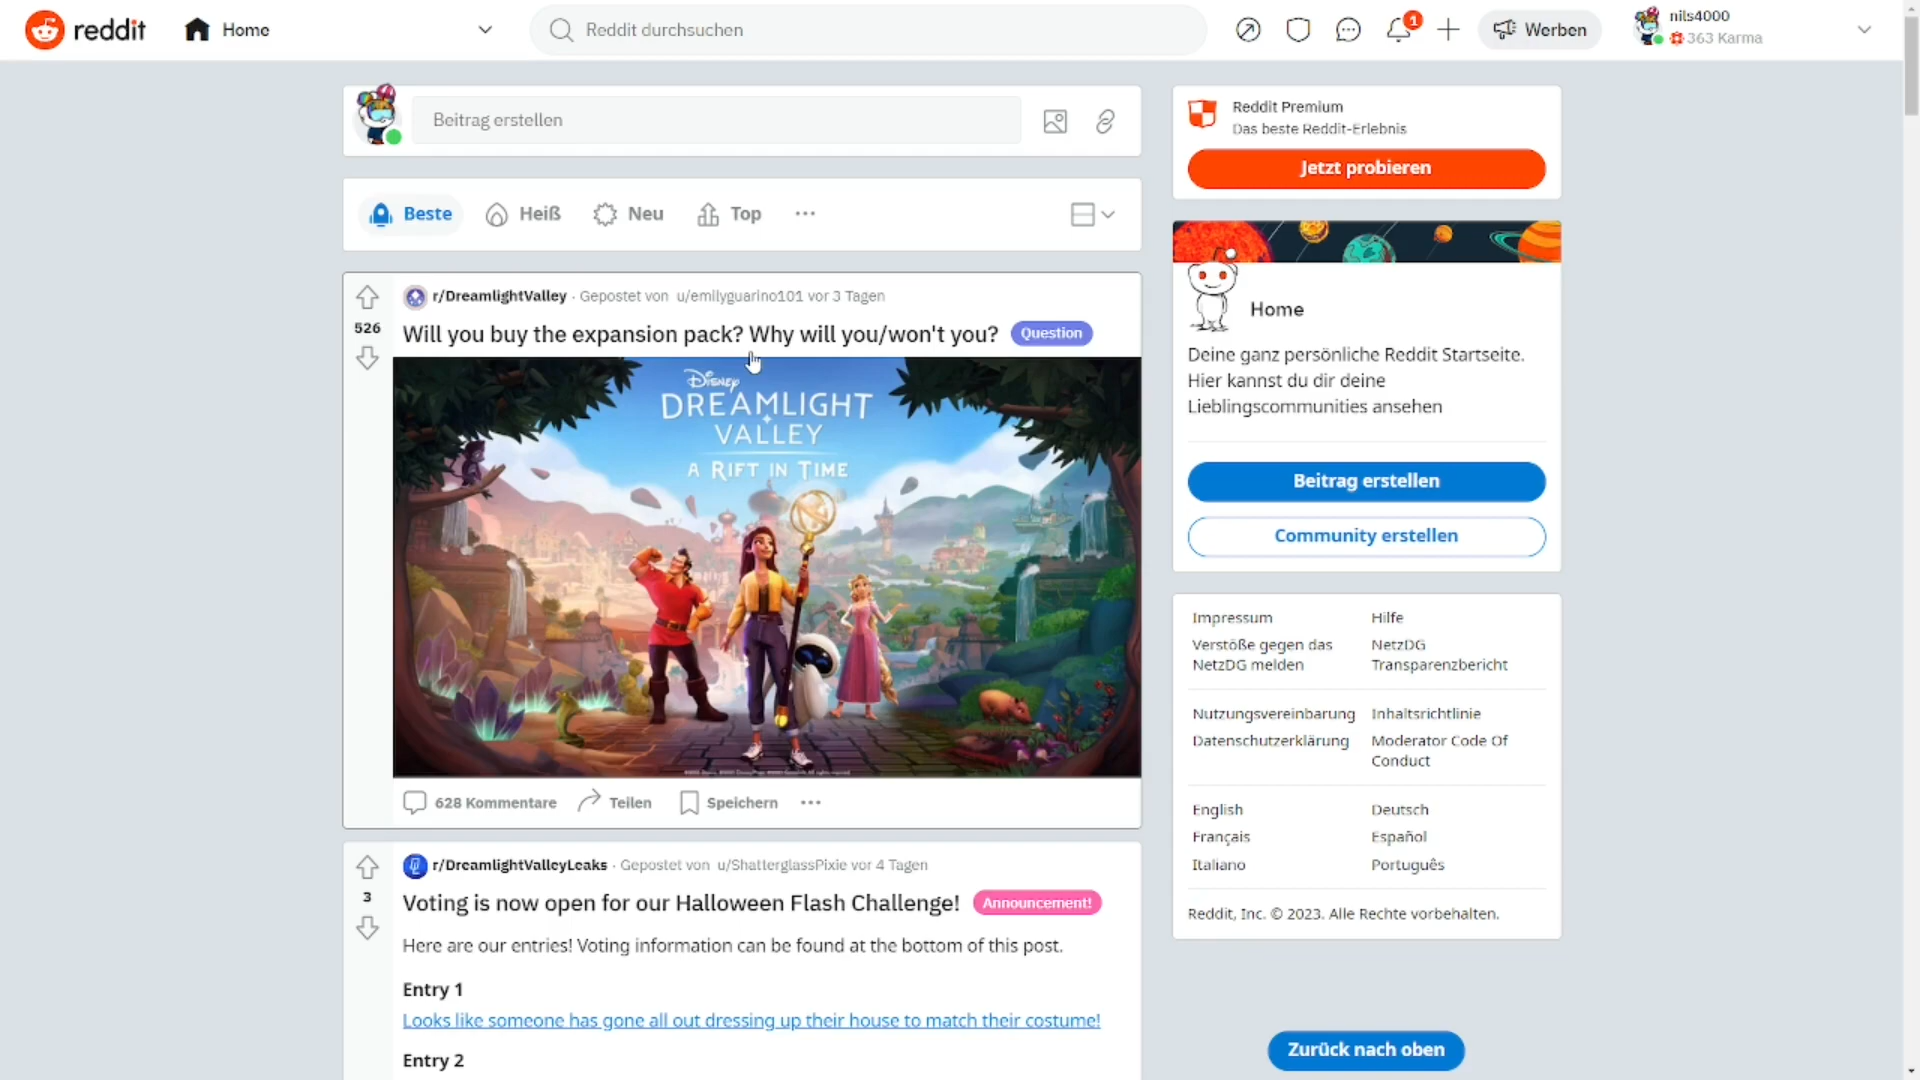 reddit
Home
Reddit durchsuchen
1
Werben
nils4000
363 Karma
Beitrag erstellen
Beste
Heiß
Neu
Top
r/DreamlightValley · Gepostet von u/emilyguarino101 vor 3 Tagen
526
Will you buy the expansion pack? Why will you/won't you?
Question
Disney
DREAMLIGHT
VALLEY
A RIFT IN TIME
628 Kommentare
Teilen
Speichern
r/DreamlightValleyLeaks · Gepostet von u/ShatterglassPixie vor 4 Tagen
3
Voting is now open for our Halloween Flash Challenge!
Announcement!
Here are our entries! Voting information can be found at the bottom of this post.
Entry 1
Looks like someone has gone all out dressing up their house to match their costume!
Entry 2
Reddit Premium
Das beste Reddit-Erlebnis
Jetzt probieren
Home
Deine ganz persönliche Reddit Startseite.
Hier kannst du dir deine
Lieblingscommunities ansehen
Beitrag erstellen
Community erstellen
Impressum
Hilfe
Verstöße gegen das
NetzDG melden
NetzDG
Transparenzbericht
Nutzungsvereinbarung
Inhaltsrichtlinie
Datenschutzerklärung
Moderator Code Of
Conduct
English
Deutsch
Français
Español
Italiano
Português
Reddit, Inc. © 2023. Alle Rechte vorbehalten.
Zurück nach oben